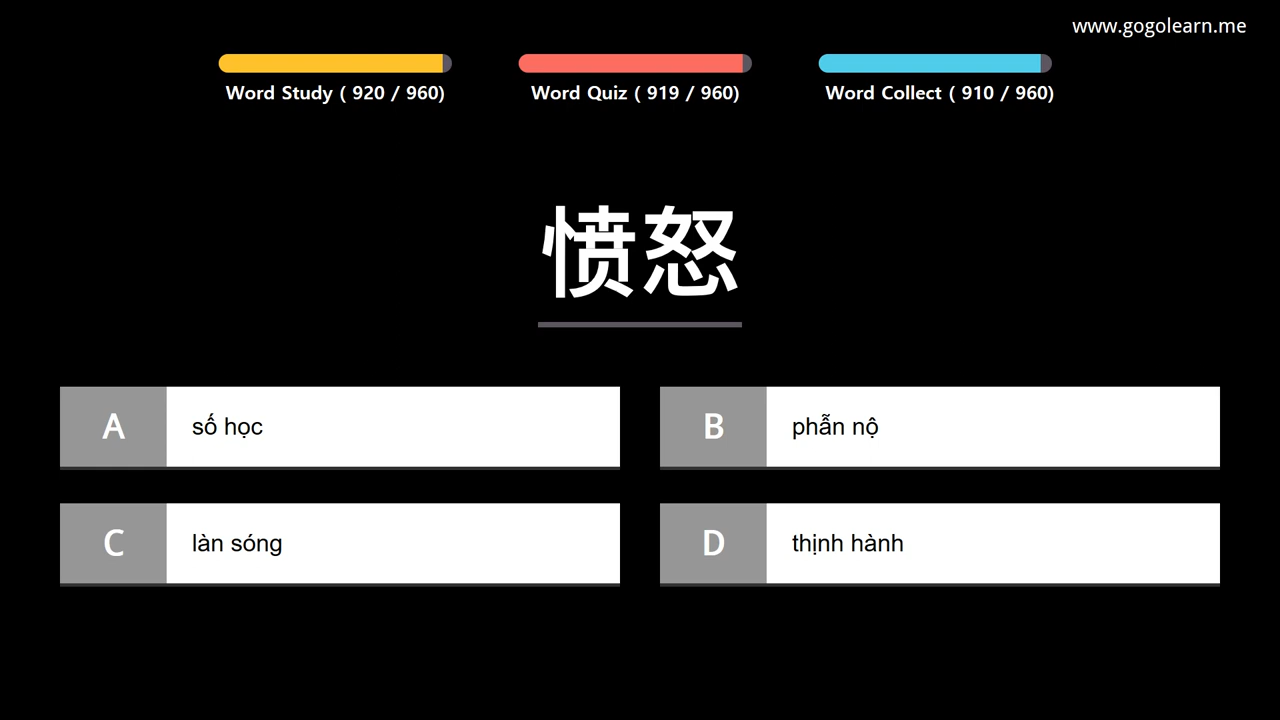 www.gogolearn.me
Word Study ( 920 / 960)
Word Quiz ( 919 / 960)
Word Collect ( 910 / 960)
愤怒
A số học
B phẫn nộ
C làn sóng
D thịnh hành